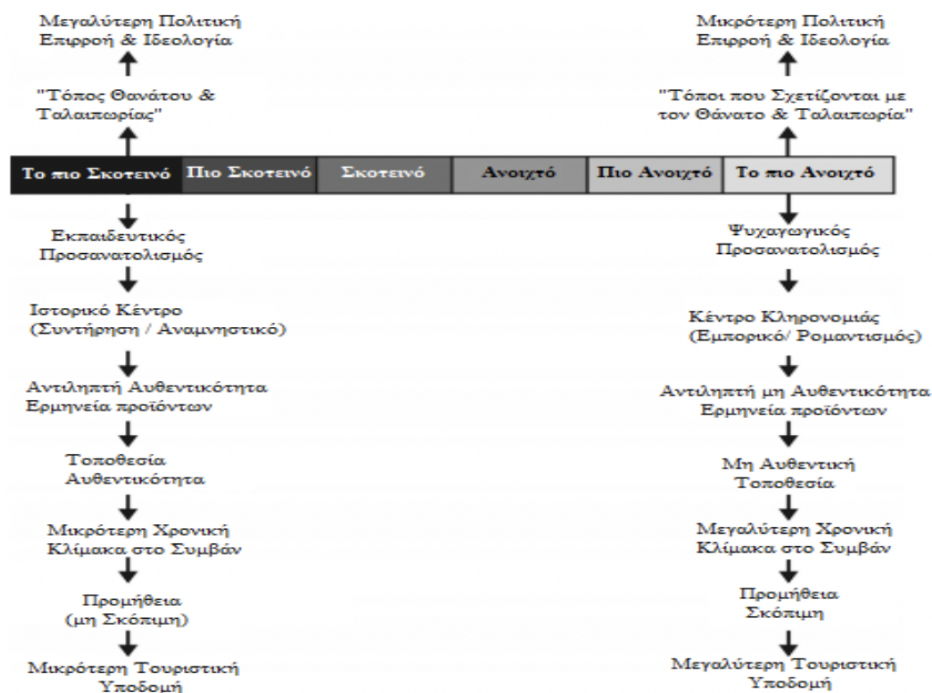 Μεγαλύτερη Πολιτική
Επιρροή & Ιδεολογία
Μικρότερη Πολιτική
Επιρροή & Ιδεολογία
"Τόπος Θανάτου &
Ταλαιπωρίας"
"Τόποι που Σχετίζονται με
τον Θάνατο & Ταλαιπωρία"
Το πιο Σκοτεινό Πιο Σκοτεινό Σκοτεινό Ανοιχτό Πιο Ανοιχτό Το πιο Ανοιχτό
Εκπαιδευτικός
Προσανατολισμός
Ψυχαγωγικός
Προσανατολισμός
Ιστορικό Κέντρο
(Συντήρηση / Αναμνηστικό)
Κέντρο Κληρονομιάς
(Εμπορικό/ Ρομαντισμός)
Αντιληπτή Αυθεντικότητα
Ερμηνεία προϊόντων
Αντιληπτή μη Αυθεντικότητα
Ερμηνεία προϊόντων
Τοποθεσία
Αυθεντικότητα
Μη Αυθεντική
Τοποθεσία
Μικρότερη Χρονική
Κλίμακα στο Συμβάν
Μεγαλύτερη Χρονική
Κλίμακα στο Συμβάν
Προμήθεια
(μη Σκόπιμη)
Προμήθεια
Σκόπιμη
Μικρότερη Τουριστική
Υποδομή
Μεγαλύτερη Τουριστική
Υποδομή